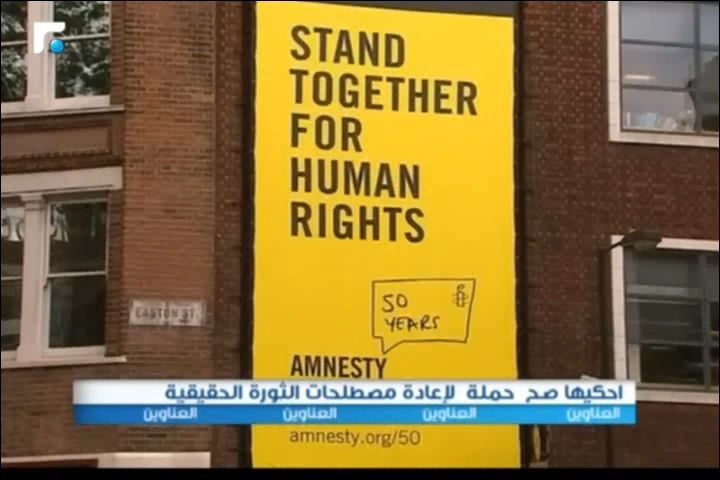 STAND
TOGETHER
FOR
HUMAN
RIGHTS
50
YEARS
EASTON ST.
AMNESTY
احكيها صح حملة لإعادة مصطلحات الثورة الحقيقية
العناوين العناوين العناوين العناوين
amnesty.org/50